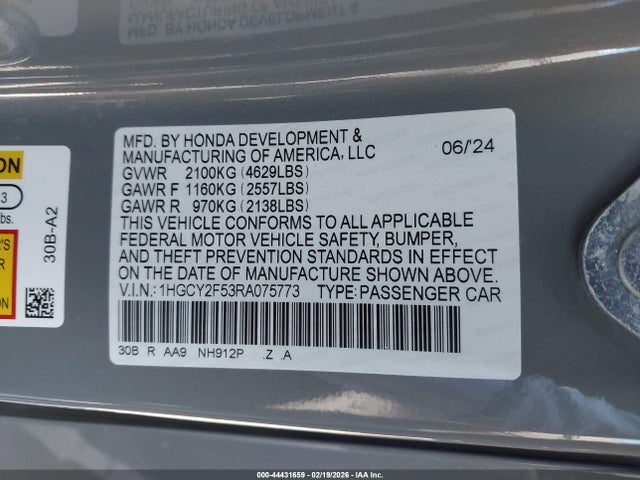 MFD. BY HONDA DEVELOPMENT &
MANUFACTURING OF AMERICA, LLC
06/'24
GVWR 2100KG (4629LBS)
GAWR F 1160KG (2557LBS)
GAWR R 970KG (2138LBS)
THIS VEHICLE CONFORMS TO ALL APPLICABLE
FEDERAL MOTOR VEHICLE SAFETY, BUMPER,
AND THEFT PREVENTION STANDARDS IN EFFECT
ON THE DATE OF MANUFACTURE SHOWN ABOVE.
V.I.N.: 1HGCY2F53RA075773 TYPE: PASSENGER CAR
30B R AA9 NH912P .Z .A
3
lbs.
30B-A2
000-44431659 - 02/19/2026 - IAA Inc.